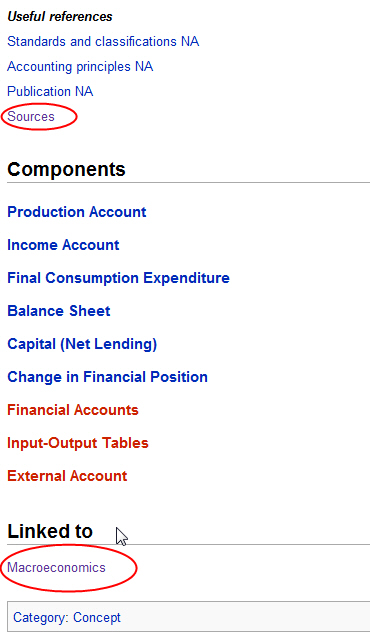 Useful references
Standards and classifications NA
Accounting principles NA
Publication NA
Sources
Components
Production Account
Income Account
Final Consumption Expenditure
Balance Sheet
Capital (Net Lending)
Change in Financial Position
Financial Accounts
Input-Output Tables
External Account
Linked to
Macroeconomics
Category: Concept